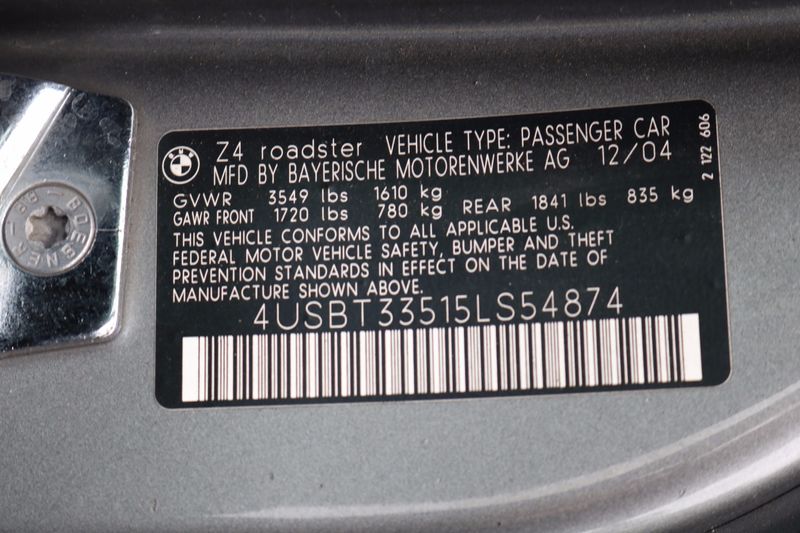 Z4 roadster VEHICLE TYPE: PASSENGER CAR
MFD BY BAYERISCHE MOTORENWERKE AG 12/04
GVWR 3549 lbs 1610 kg
GAWR FRONT 1720 lbs 780 kg REAR 1841 lbs 835 kg
THIS VEHICLE CONFORMS TO ALL APPLICABLE U.S.
FEDERAL MOTOR VEHICLE SAFETY, BUMPER AND THEFT
PREVENTION STANDARDS IN EFFECT ON THE DATE OF
MANUFACTURE SHOWN ABOVE.
4USBT33515LS54874
2 122 606
BOESNER